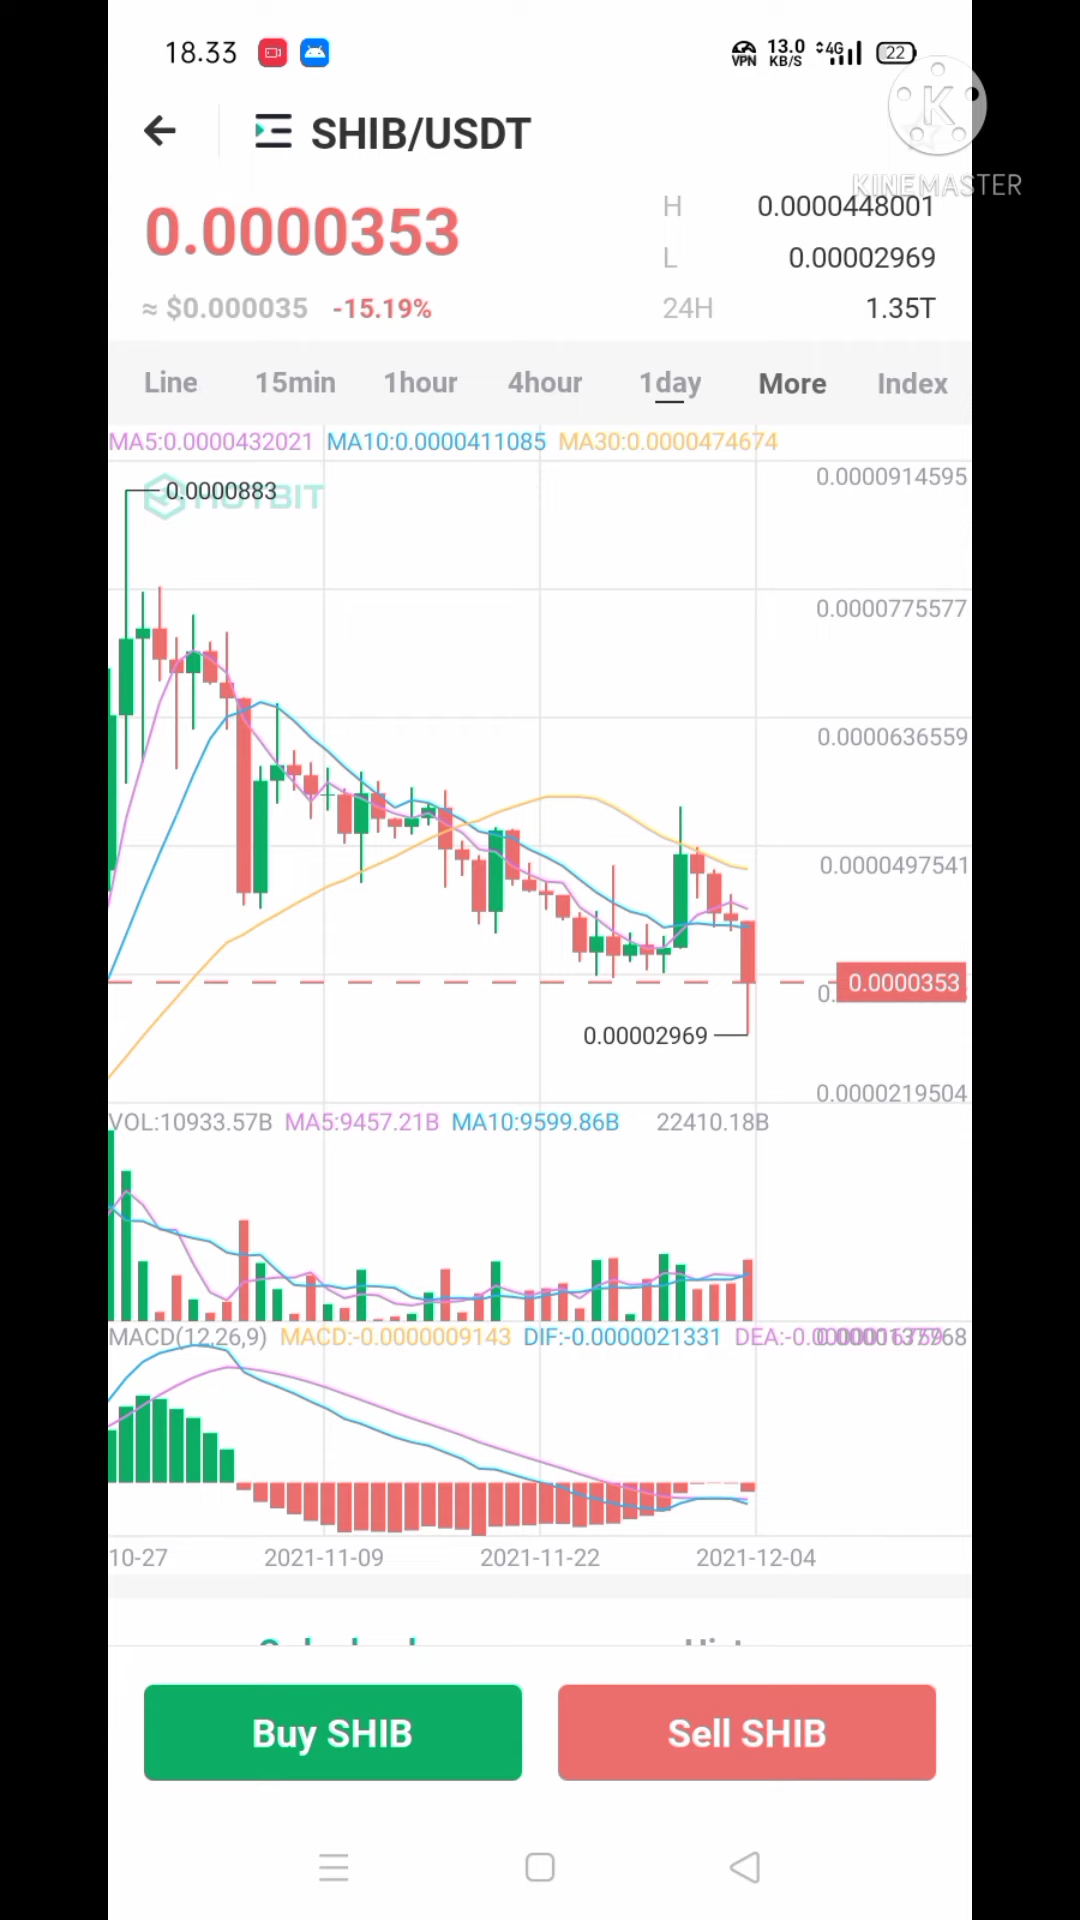 18.33
VPN 13.0 KB/S 4G 22
SHIB/USDT
KINEMASTER
0.0000353
H 0.0000448001
L 0.00002969
≈ $0.000035 -15.19%
24H 1.35T
Line 15min 1hour 4hour 1day More Index
MA5:0.0000432021 MA10:0.0000411085 MA30:0.0000474674
0.0000914595
0.0000883
HOTBIT
0.0000775577
0.0000636559
0.0000497541
0.0000353
0.00002969
0.0000219504
VOL:10933.57B MA5:9457.21B MA10:9599.86B 22410.18B
MACD(12,26,9) MACD:-0.0000009143 DIF:-0.0000021331
10-27 2021-11-09 2021-11-22 2021-12-04
Buy SHIB
Sell SHIB